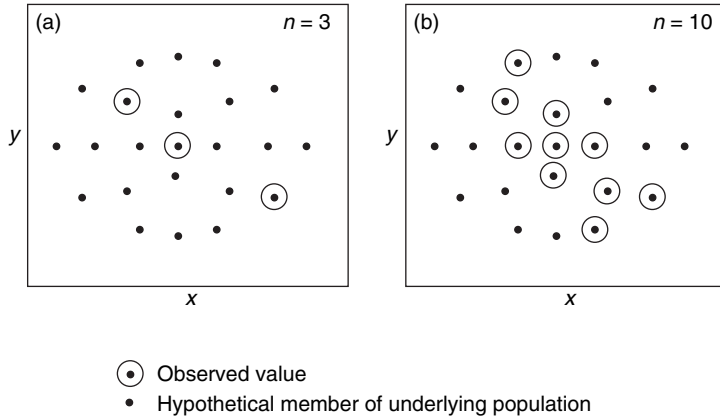 (a)
n = 3
y
x
(b)
n = 10
y
x
Observed value
Hypothetical member of underlying population